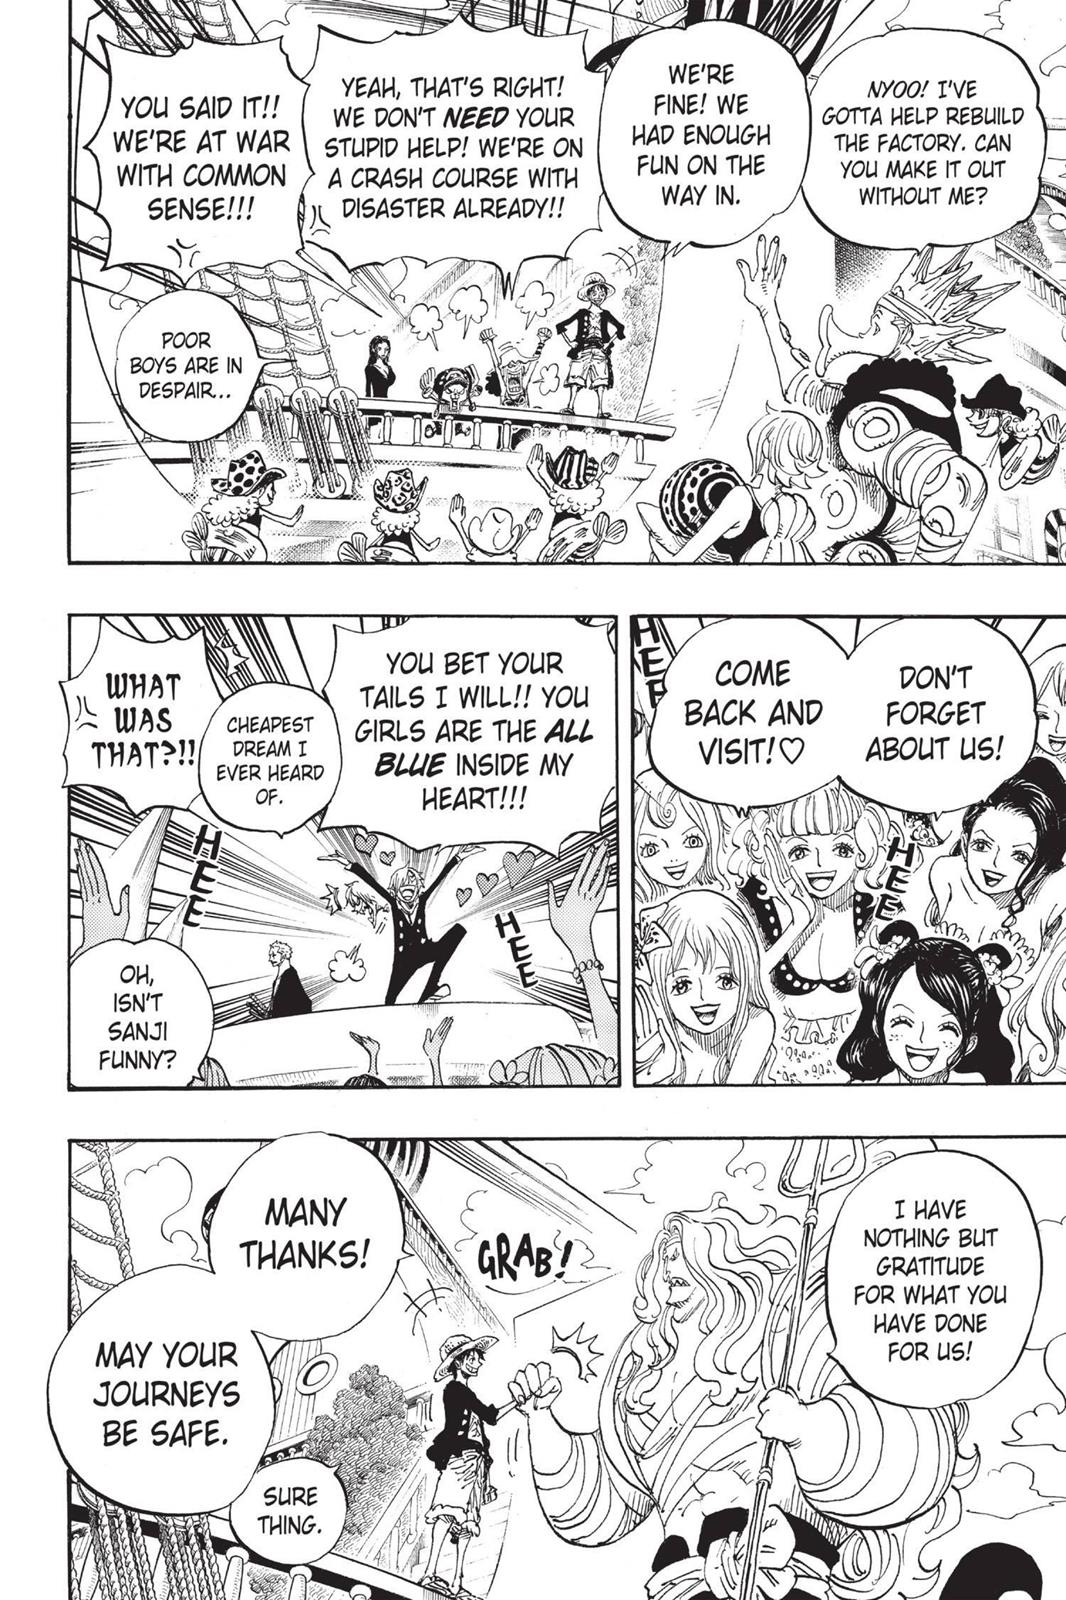 NYOO! I'VE
GOTTA HELP REBUILD
THE FACTORY. CAN
YOU MAKE IT OUT
WITHOUT ME?
WE'RE
FINE! WE
HAD ENOUGH
FUN ON THE
WAY IN.
YEAH, THAT'S RIGHT!
WE DON'T NEED YOUR
STUPID HELP! WE'RE ON
A CRASH COURSE WITH
DISASTER ALREADY!!
YOU SAID IT!!
WE'RE AT WAR
WITH COMMON
SENSE!!!
POOR
BOYS ARE IN
DESPAIR...
DON'T
FORGET
ABOUT US!
COME
BACK AND
VISIT!♡
HEE
HEE
YOU BET YOUR
TAILS I WILL!! YOU
GIRLS ARE THE ALL
BLUE INSIDE MY
HEART!!!
CHEAPEST
DREAM I
EVER HEARD
OF.
WHAT
WAS
THAT?!!
HEE
HEE
OH,
ISN'T
SANJI
FUNNY?
I HAVE
NOTHING BUT
GRATITUDE
FOR WHAT YOU
HAVE DONE
FOR US!
GRAB!
MANY
THANKS!
MAY YOUR
JOURNEYS
BE SAFE.
SURE
THING.